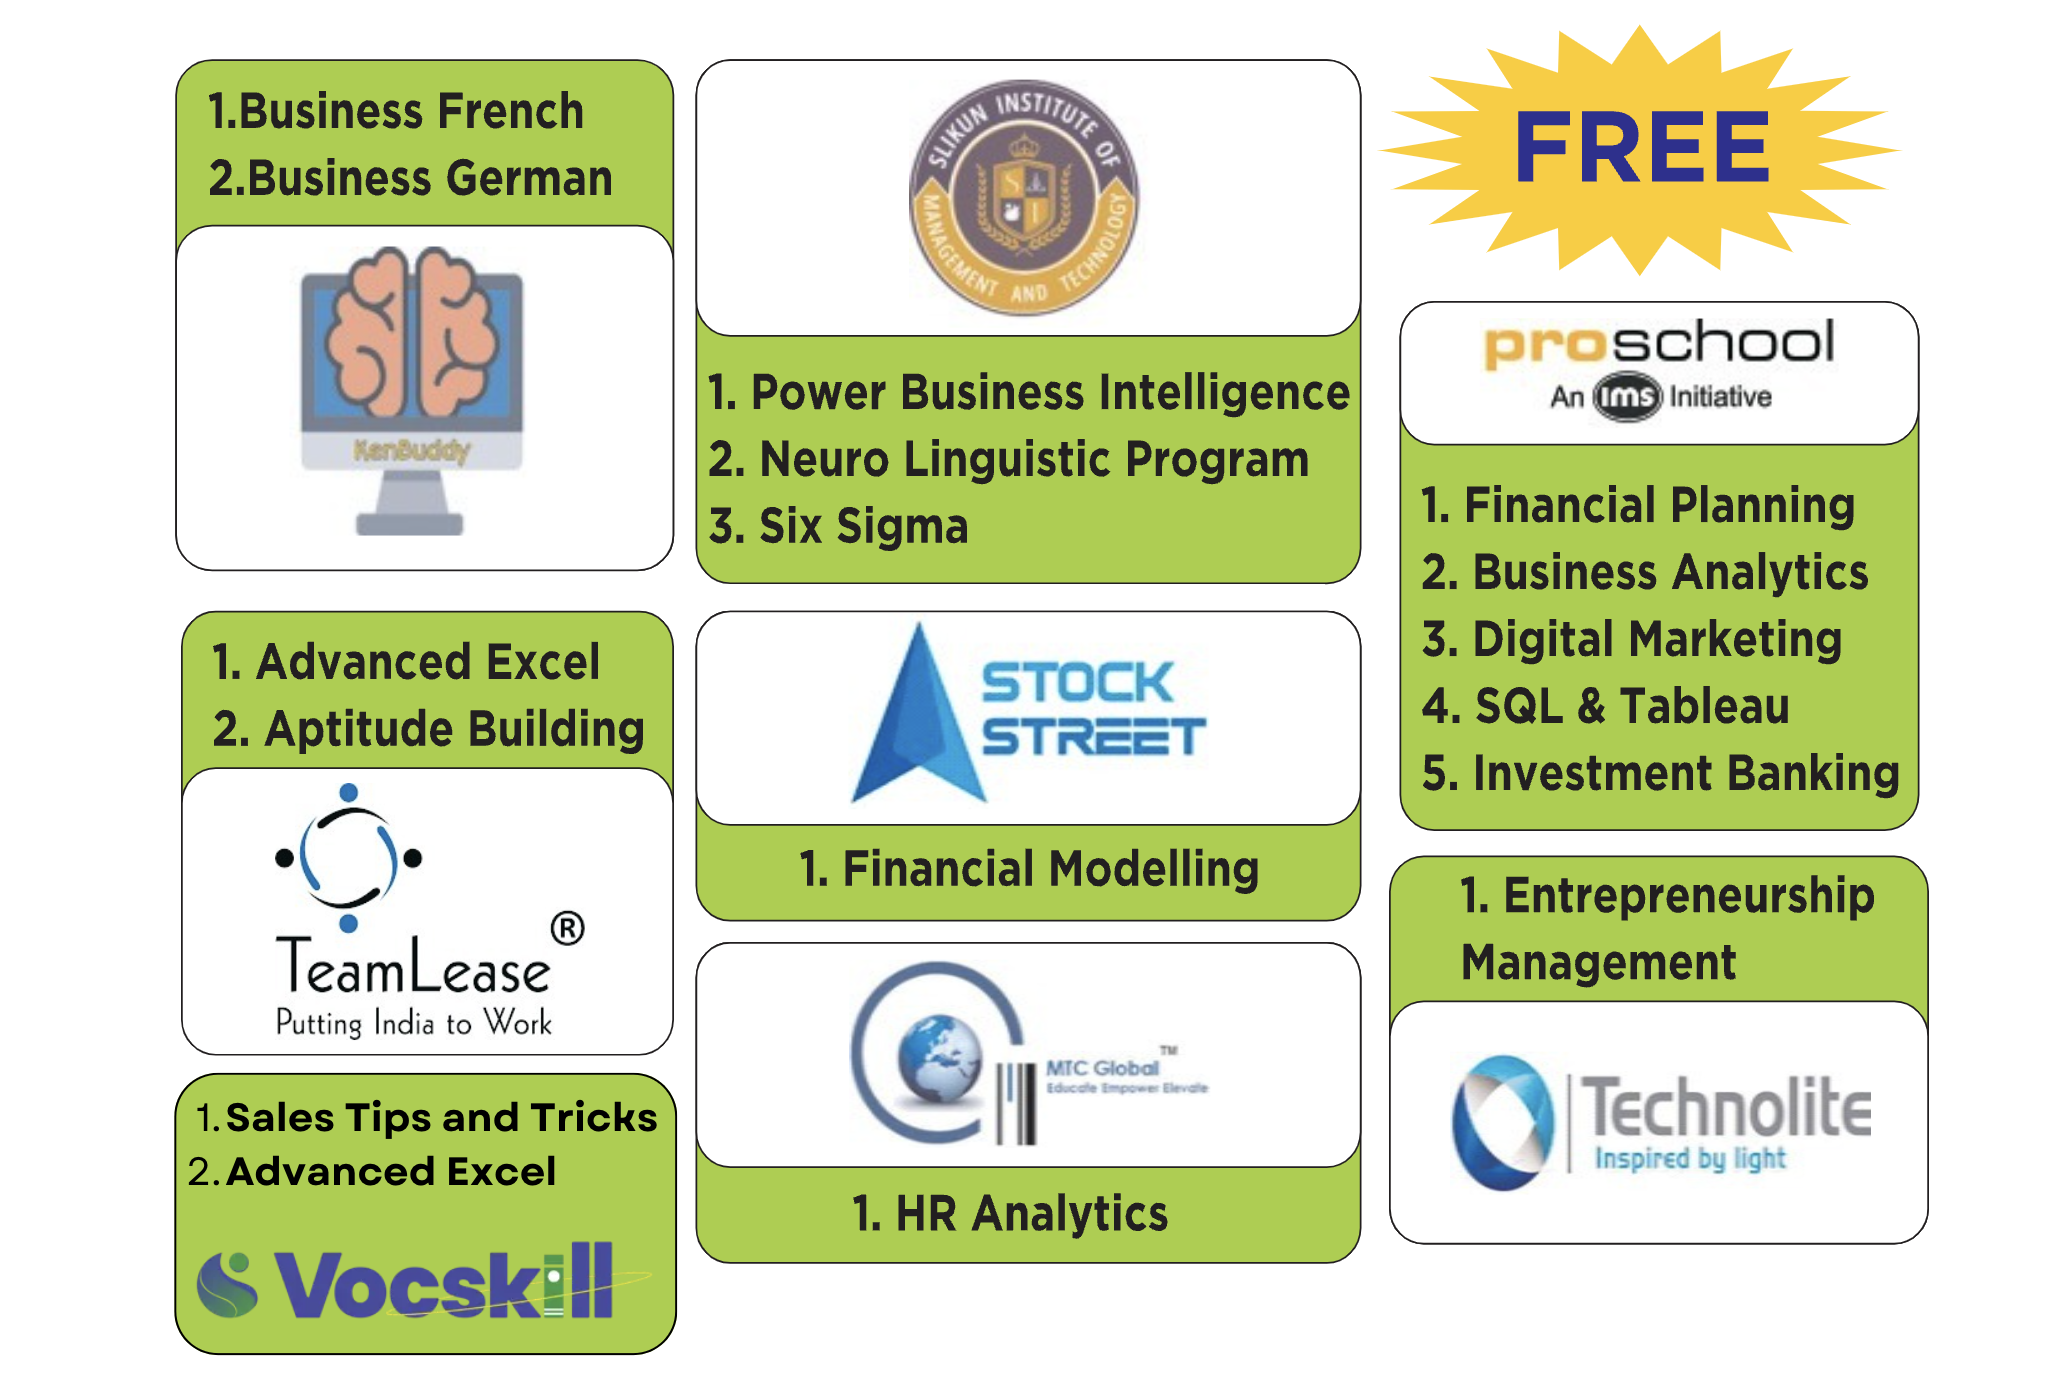 1.Business French
2.Business German
KenBuddy
SLIKUN INSTITUTE OF
MANAGEMENT AND TECHNOLOGY
S
I
1. Power Business Intelligence
2. Neuro Linguistic Program
3. Six Sigma
FREE
proschool
An ims Initiative
1. Financial Planning
2. Business Analytics
3. Digital Marketing
4. SQL & Tableau
5. Investment Banking
1. Advanced Excel
2. Aptitude Building
TeamLease ®
Putting India to Work
STOCK
STREET
1. Financial Modelling
MTC Global TM
Educate Empower Elevate
1. HR Analytics
1. Entrepreneurship
Management
Technolite
Inspired by light
1. Sales Tips and Tricks
2. Advanced Excel
Vocskill